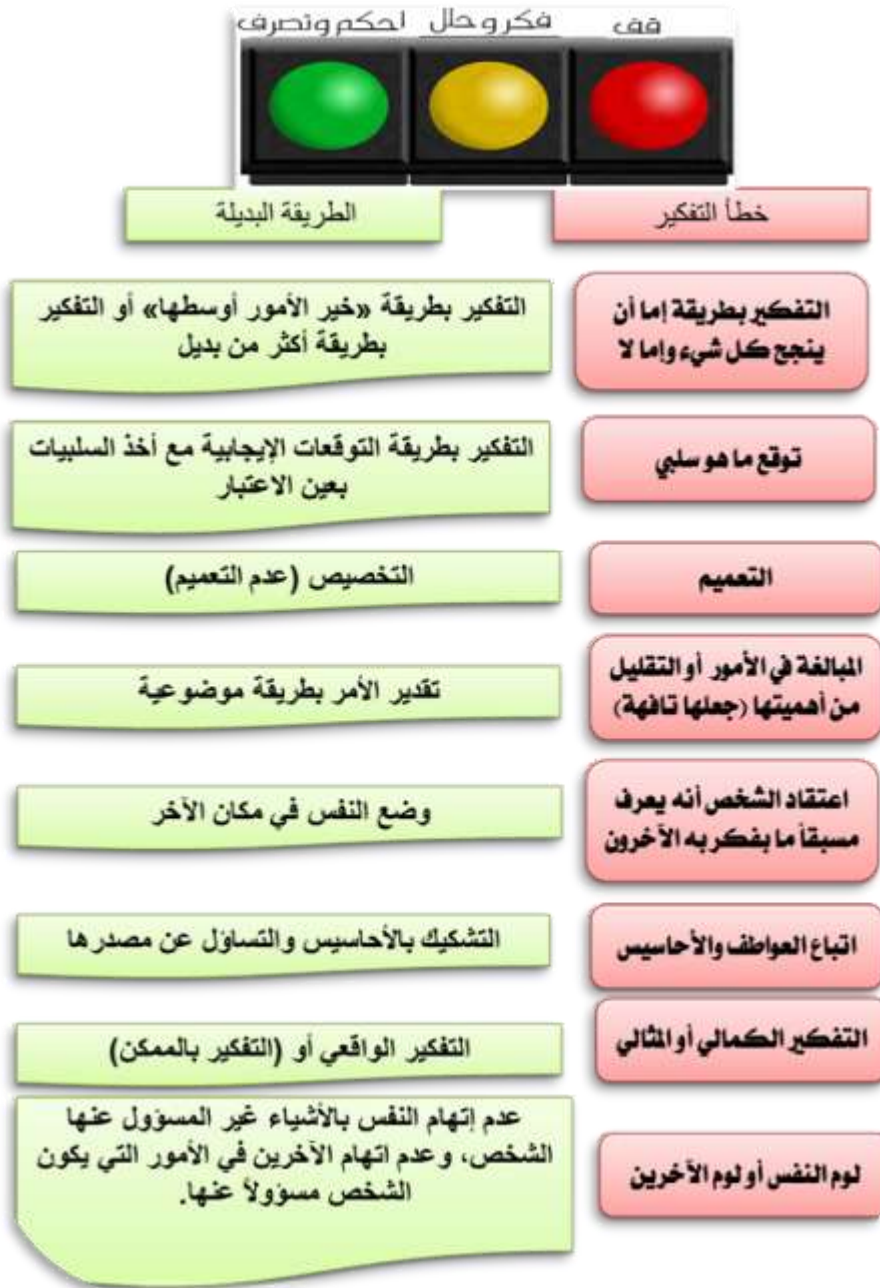 قف فكر و حلل احكم وتصرف
خطأ التفكير
الطريقة البديلة
التفكير بطريقة إما أن
ينجح كل شيء وإما لا
التفكير بطريقة «خير الأمور أوسطها» أو التفكير
بطريقة أكثر من بديل
توقع ما هو سلبي
التفكير بطريقة التوقعات الإيجابية مع أخذ السلبيات
بعين الاعتبار
التعميم
التخصيص (عدم التعميم)
المبالغة في الأمور أو التقليل
من أهميتها (جعلها تافهة)
تقدير الأمر بطريقة موضوعية
اعتقاد الشخص أنه يعرف
مسبقاً ما بفكر به الآخرون
وضع النفس في مكان الآخر
اتباع العواطف والأحاسيس
التشكيك بالأحاسيس والتساؤل عن مصدرها
التفكير الكمالي أو المثالي
التفكير الواقعي أو (التفكير بالممكن)
لوم النفس أو لوم الآخرين
عدم إتهام النفس بالأشياء غير المسؤول عنها
الشخص، وعدم اتهام الآخرين في الأمور التي يكون
الشخص مسؤولاً عنها.